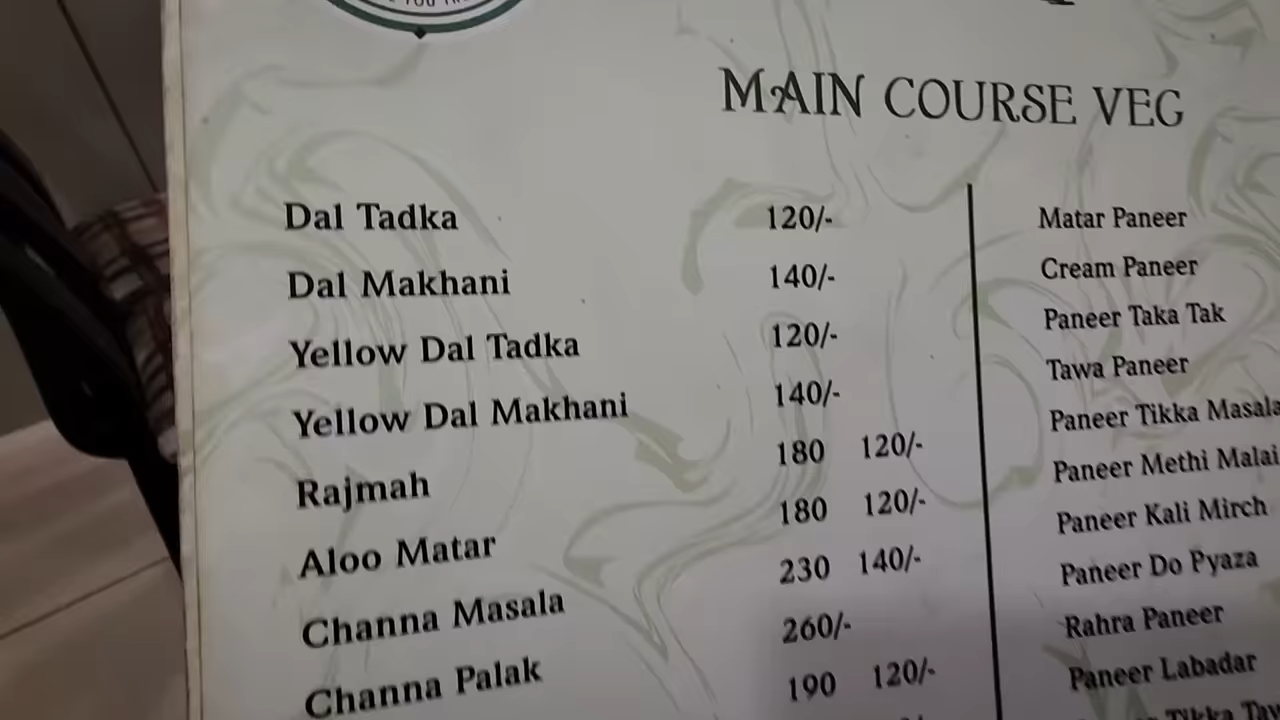 YOU
MAIN COURSE VEG
Dal Tadka 120/-
Dal Makhani 140/-
Yellow Dal Tadka 120/-
Yellow Dal Makhani 140/-
Rajmah 180 120/-
Aloo Matar 180 120/-
Channa Masala 230 140/-
Channa Palak 260/-
190 120/-
Matar Paneer
Cream Paneer
Paneer Taka Tak
Tawa Paneer
Paneer Tikka Masala
Paneer Methi Malai
Paneer Kali Mirch
Paneer Do Pyaza
Rahra Paneer
Paneer Labadar
Tikka